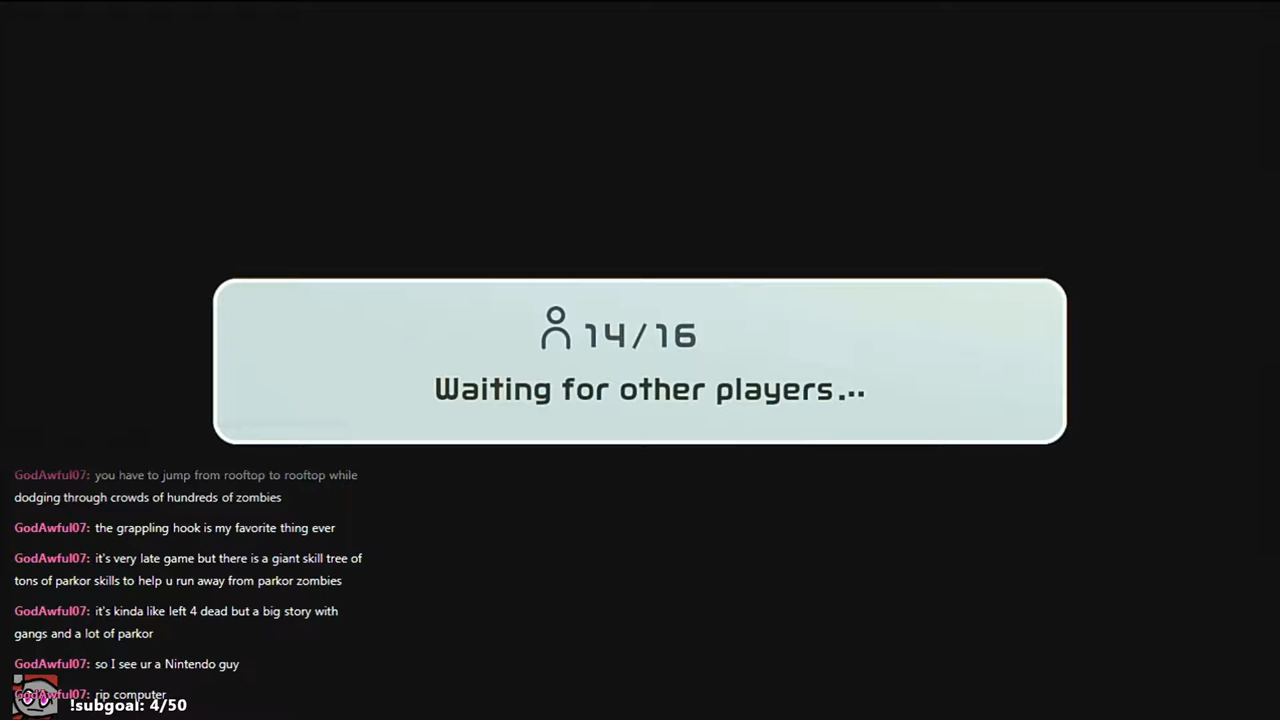 14/16
Waiting for other players...
GodAwful07: you have to jump from rooftop to rooftop while
dodging through crowds of hundreds of zombies
GodAwful07: the grappling hook is my favorite thing ever
GodAwful07: it's very late game but there is a giant skill tree of
tons of parkor skills to help u run away from parkor zombies
GodAwful07: it's kinda like left 4 dead but a big story with
gangs and a lot of parkor
GodAwful07: so I see ur a Nintendo guy
GodAwful07: rip computer
!subgoal: 4/50